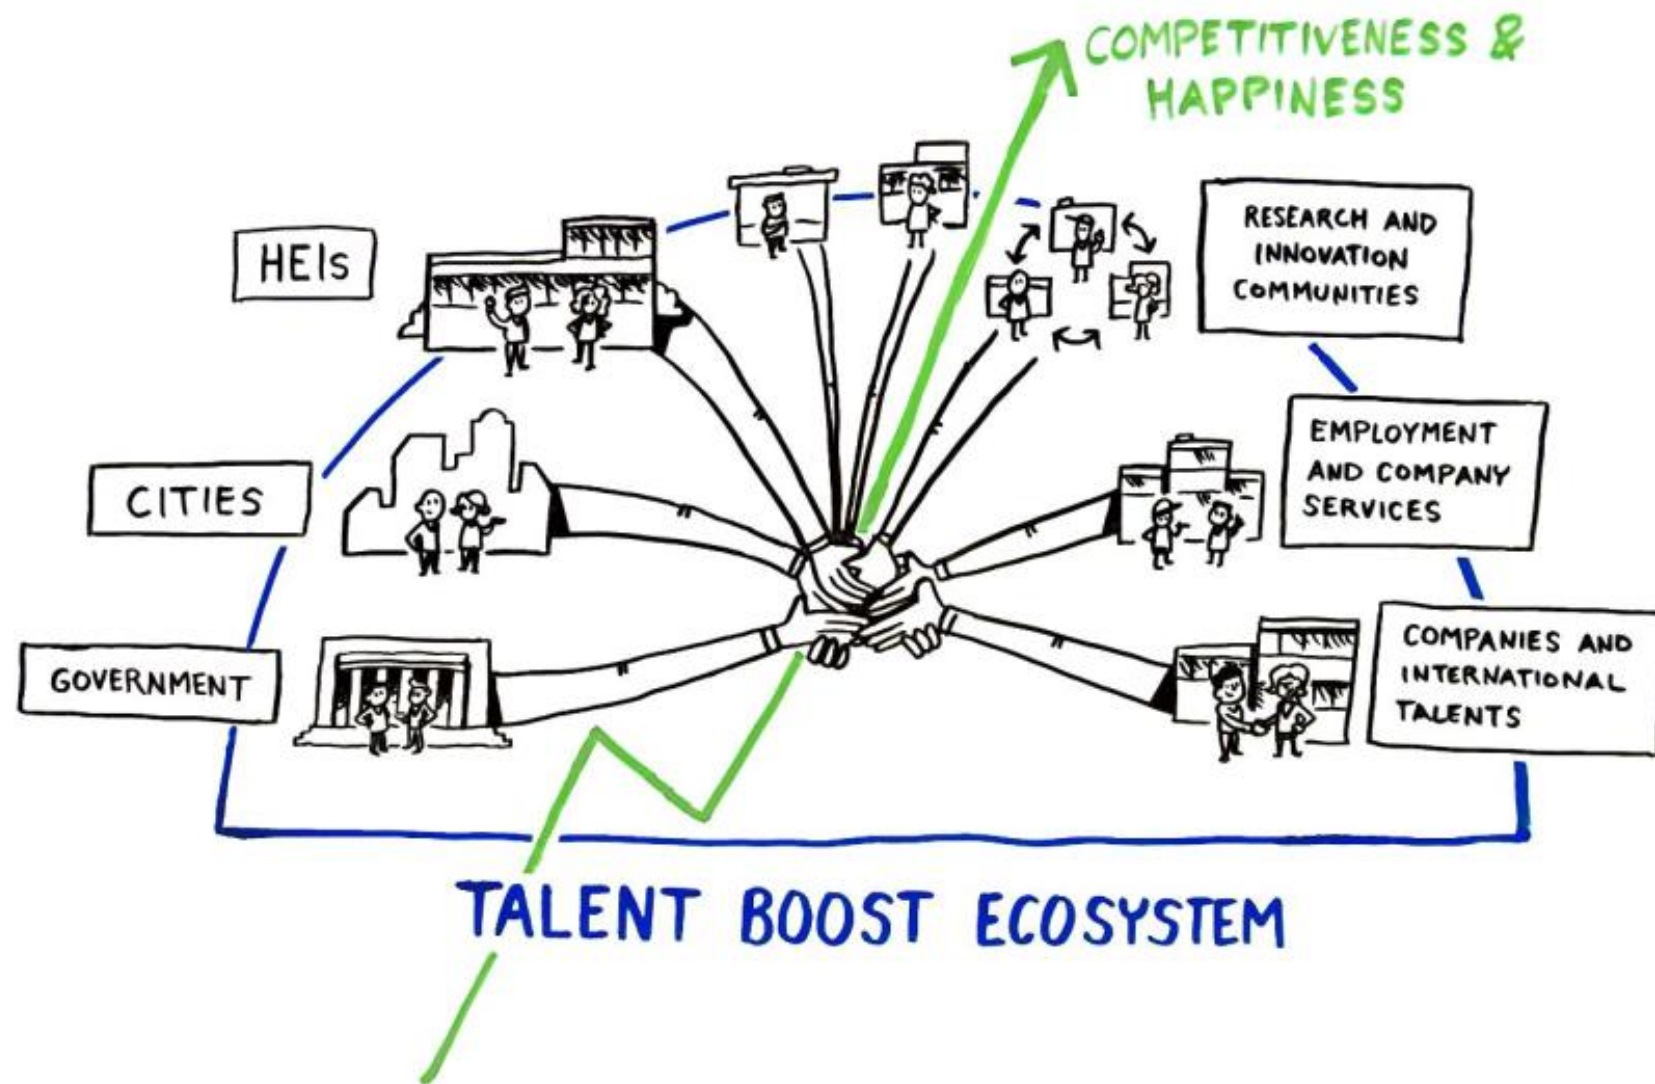 COMPETITIVENESS &
HAPPINESS
HEIs
RESEARCH AND
INNOVATION
COMMUNITIES
CITIES
EMPLOYMENT
AND COMPANY
SERVICES
GOVERNMENT
COMPANIES AND
INTERNATIONAL
TALENTS
TALENT BOOST ECOSYSTEM